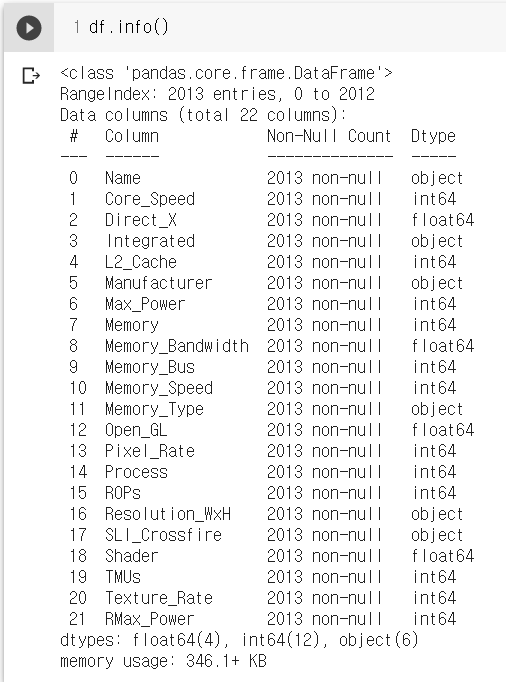 1 df.info()
<class 'pandas.core.frame.DataFrame'>
RangeIndex: 2013 entries, 0 to 2012
Data columns (total 22 columns):
 #   Column            Non-Null Count  Dtype
---  ------            --------------  -----
 0   Name              2013 non-null   object
 1   Core_Speed        2013 non-null   int64
 2   Direct_X          2013 non-null   float64
 3   Integrated        2013 non-null   object
 4   L2_Cache          2013 non-null   int64
 5   Manufacturer      2013 non-null   object
 6   Max_Power         2013 non-null   int64
 7   Memory            2013 non-null   int64
 8   Memory_Bandwidth  2013 non-null   float64
 9   Memory_Bus        2013 non-null   int64
 10  Memory_Speed      2013 non-null   int64
 11  Memory_Type       2013 non-null   object
 12  Open_GL           2013 non-null   float64
 13  Pixel_Rate        2013 non-null   int64
 14  Process           2013 non-null   int64
 15  ROPs              2013 non-null   int64
 16  Resolution_WxH    2013 non-null   object
 17  SLI_Crossfire     2013 non-null   object
 18  Shader            2013 non-null   float64
 19  TMUs              2013 non-null   int64
 20  Texture_Rate      2013 non-null   int64
 21  RMax_Power        2013 non-null   int64
dtypes: float64(4), int64(12), object(6)
memory usage: 346.1+ KB